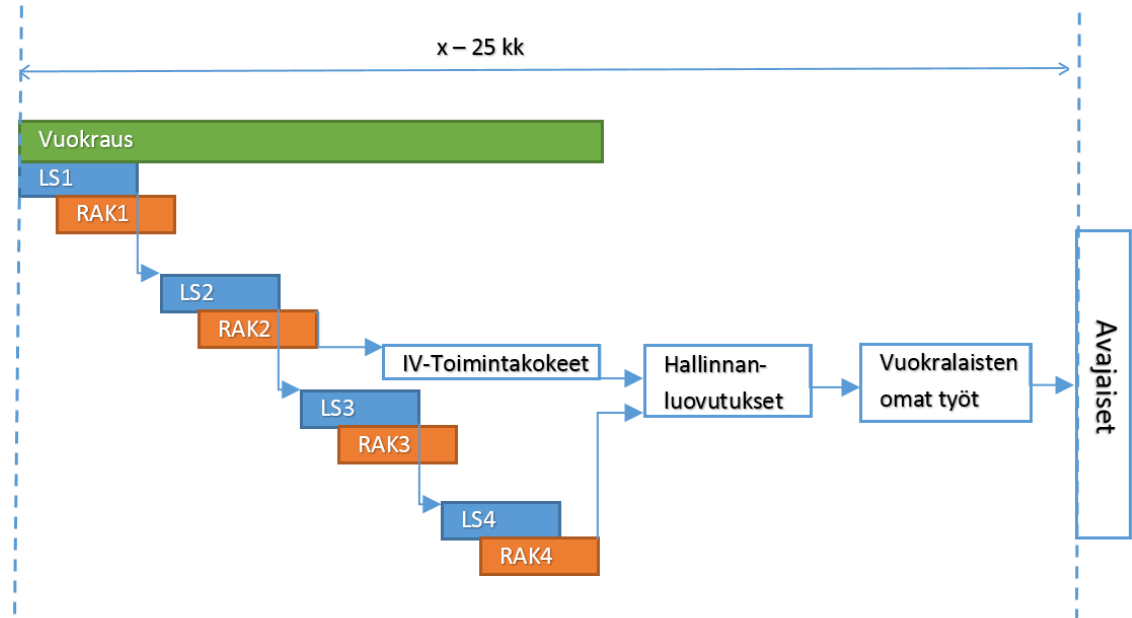 x – 25 kk
Vuokraus
LS1
RAK1
LS2
RAK2
IV-Toimintakokeet
Hallinnan-
luovutukset
Vuokralaisten
omat työt
Avajaiset
LS3
RAK3
LS4
RAK4